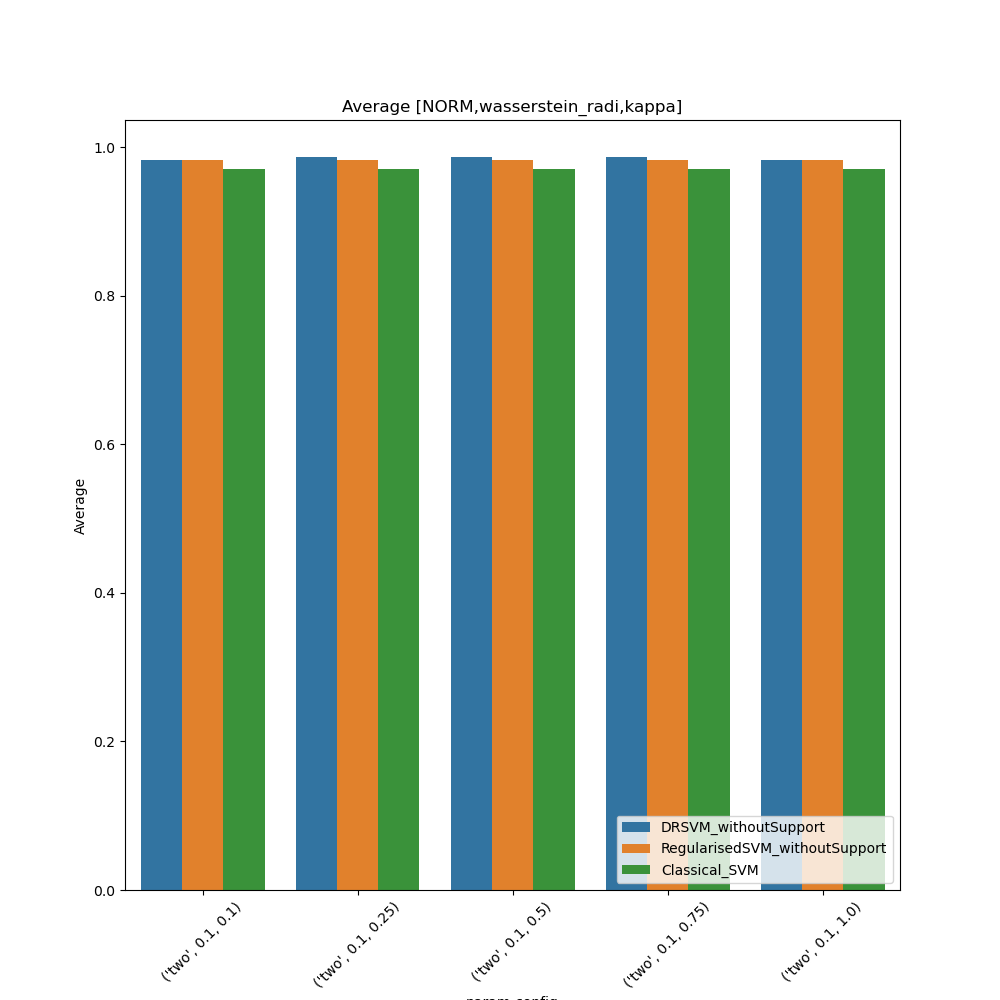 Average [NORM,wasserstein_radi,kappa]
1.0
0.8
0.6
0.4
0.2
0.0
Average
DRSVM_withoutSupport
RegularisedSVM_withoutSupport
Classical_SVM
('two', 0.1, 0.1)
('two', 0.1, 0.25)
('two', 0.1, 0.5)
('two', 0.1, 0.75)
('two', 0.1, 1.0)